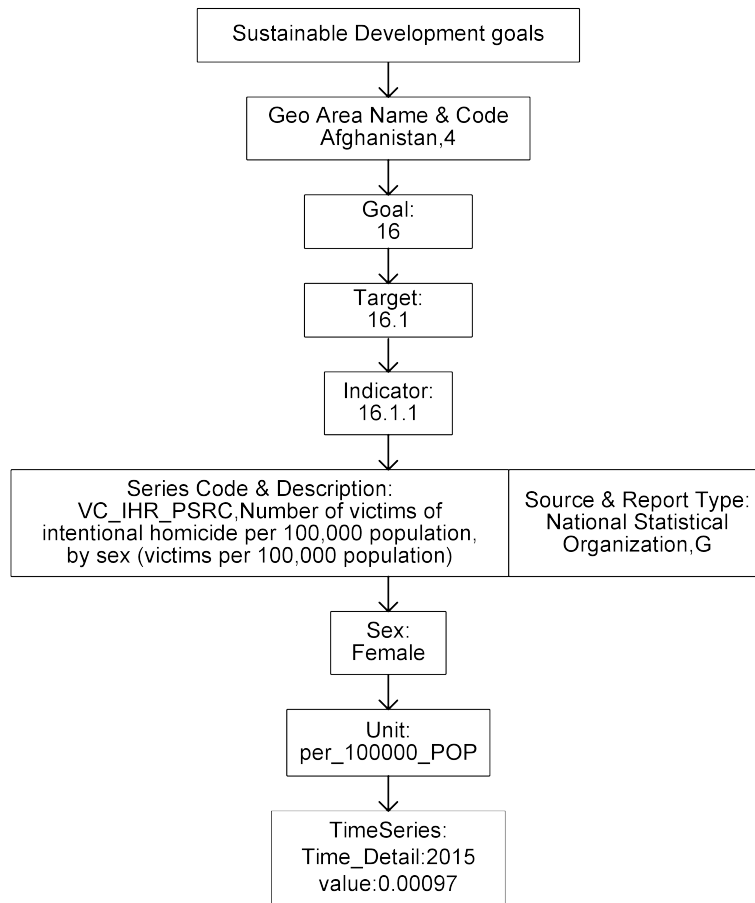 Sustainable Development goals
Geo Area Name & Code
Afghanistan,4
Goal:
16
Target:
16.1
Indicator:
16.1.1
Series Code & Description:
VC_IHR_PSRC,Number of victims of
intentional homicide per 100,000 population,
by sex (victims per 100,000 population)
Source & Report Type:
National Statistical
Organization,G
Sex:
Female
Unit:
per_100000_POP
TimeSeries:
Time_Detail:2015
value:0.00097